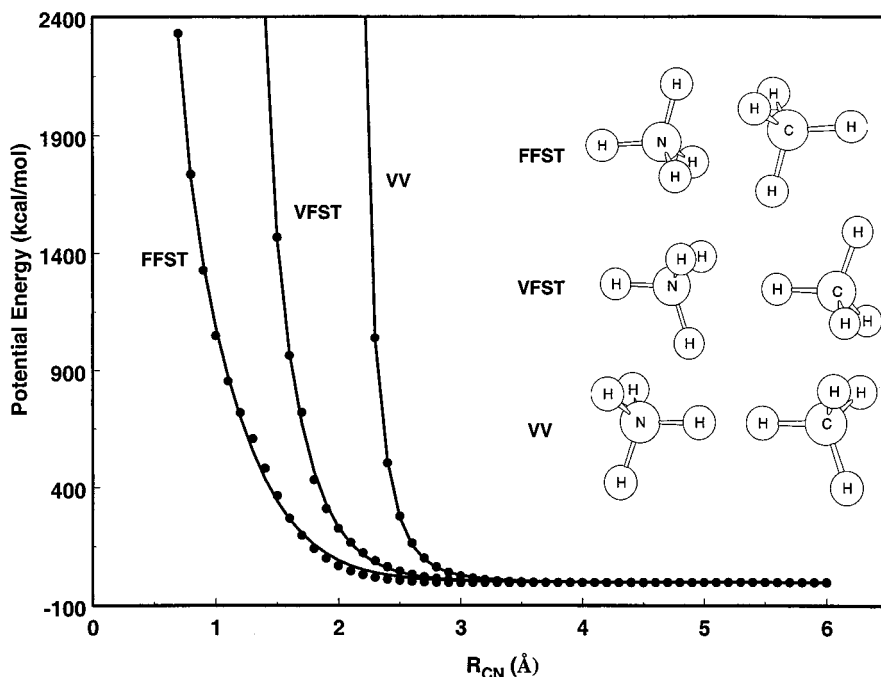 2400
1900
1400
900
400
-100
Potential Energy (kcal/mol)
0
1
2
3
4
5
6
R_CN (Å)
FFST
VFST
VV
FFST
H
H
N
H
H
H
H
C
H
H
VFST
H
H
H
N
H
H
H
C
H
H
VV
H
H
N
H
H
H
H
H
C
H